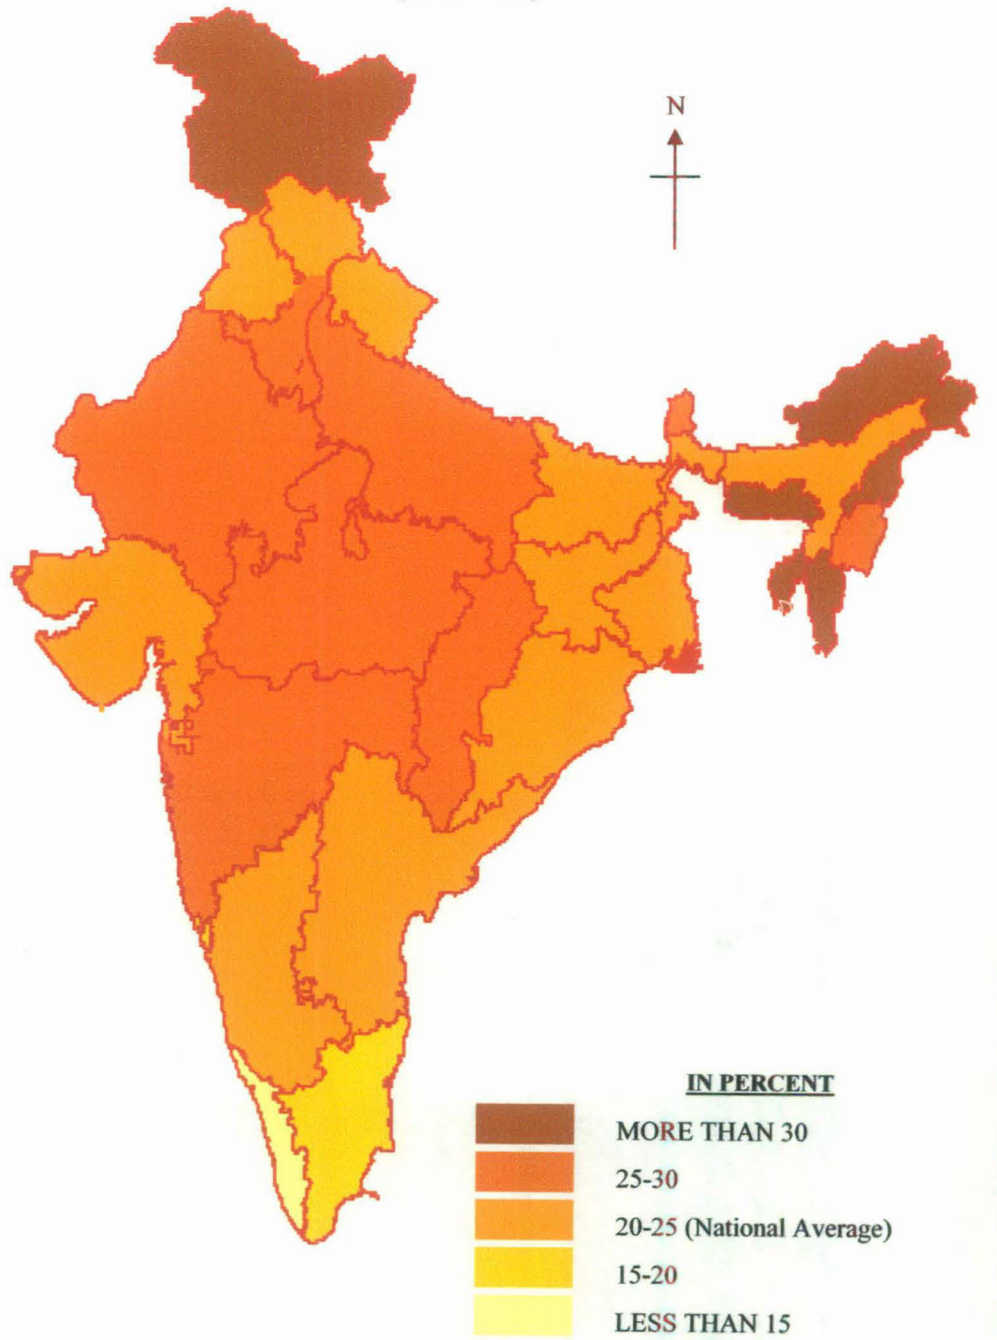 N
IN PERCENT
MORE THAN 30
25-30
20-25 (National Average)
15-20
LESS THAN 15